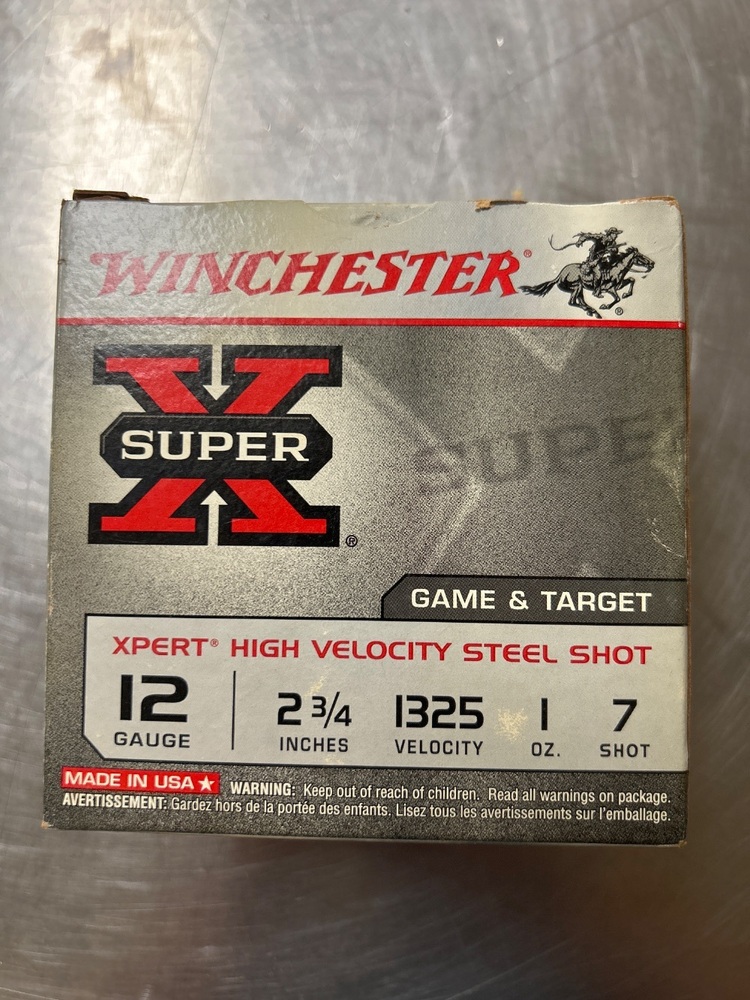 WINCHESTER®
®
SUPER
X
®
SUPE
GAME & TARGET
XPERT® HIGH VELOCITY STEEL SHOT
12 2 3/4 1325 1 7
GAUGE INCHES VELOCITY OZ. SHOT
MADE IN USA★ WARNING: Keep out of reach of children. Read all warnings on package.
AVERTISSEMENT: Gardez hors de la portée des enfants. Lisez tous les avertissements sur l'emballage.